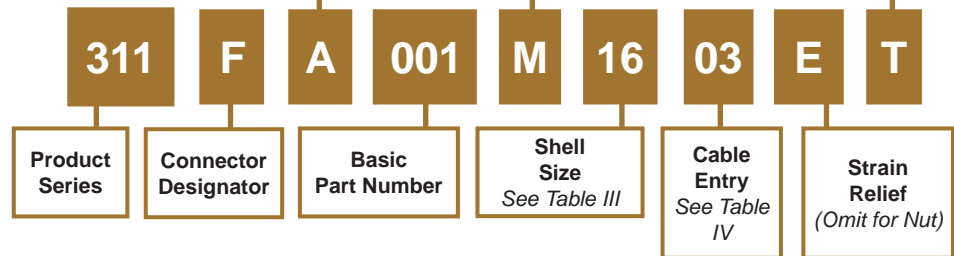 311 F A 001 M 16 03 E T
Product
Series
Connector
Designator
Basic
Part Number
Shell
Size
See Table III
Cable
Entry
See Table
IV
Strain
Relief
(Omit for Nut)